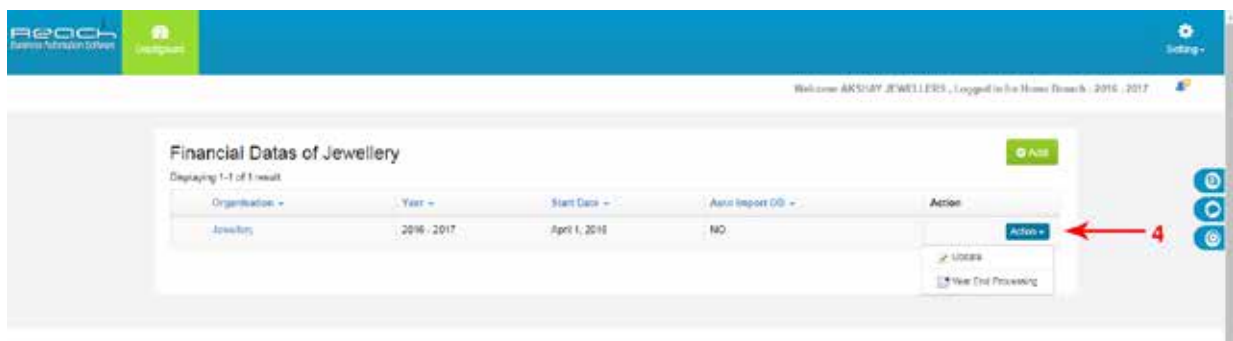 Reach
Business Automation Software
Dashboard
Setting
Welcome AKSHAY JEWELLERS , Logged in for Home Branch : 2016 - 2017
Financial Datas of Jewellery
Add
Displaying 1-1 of 1 result
Organisation
Year
Start Date
Auto Import OB
Action
Jewellery
2016 - 2017
April 1, 2016
NO
Action
4
Update
Year End Processing